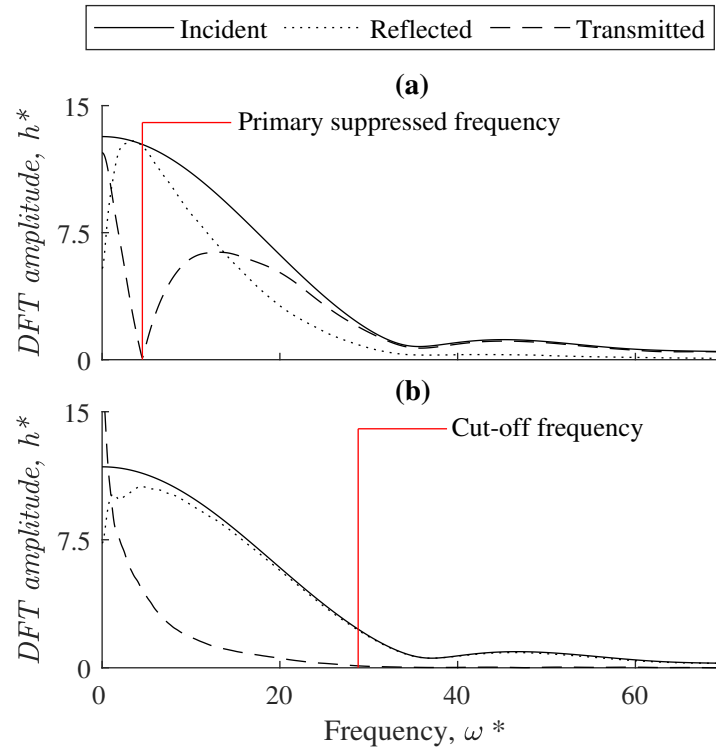 Incident Reflected Transmitted
(a)
15
Primary suppressed frequency
7.5
DFT amplitude, h*
0
(b)
15
Cut-off frequency
7.5
DFT amplitude, h*
0
0 20 40 60
Frequency, ω *